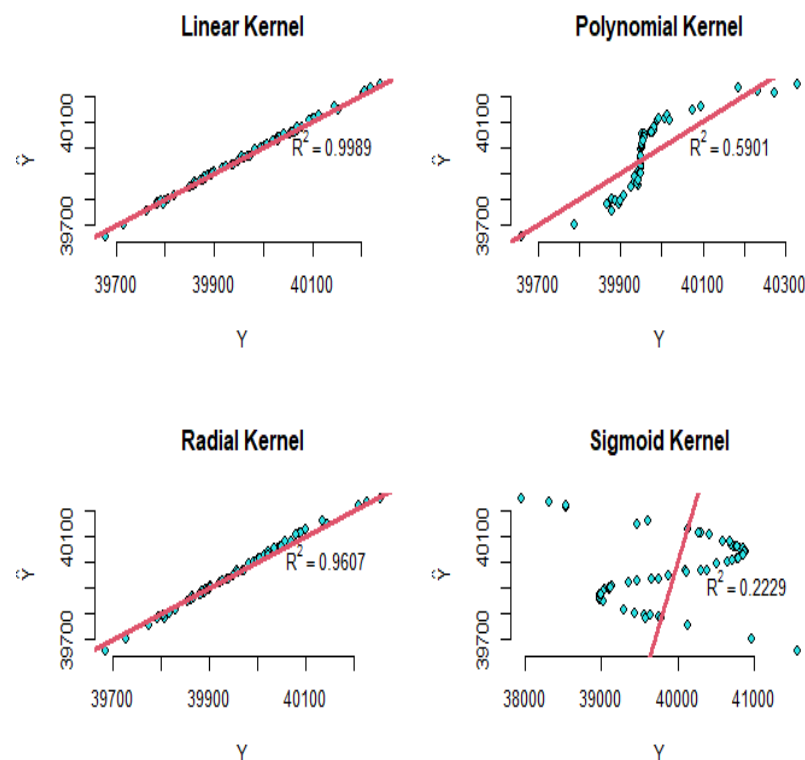 Linear Kernel
Ŷ
40100
39700
R² = 0.9989
39700 39900 40100
Y
Polynomial Kernel
Ŷ
40100
39700
R² = 0.5901
39700 39900 40100 40300
Y
Radial Kernel
Ŷ
40100
39700
R² = 0.9607
39700 39900 40100
Y
Sigmoid Kernel
Ŷ
40100
39700
R² = 0.2229
38000 39000 40000 41000
Y